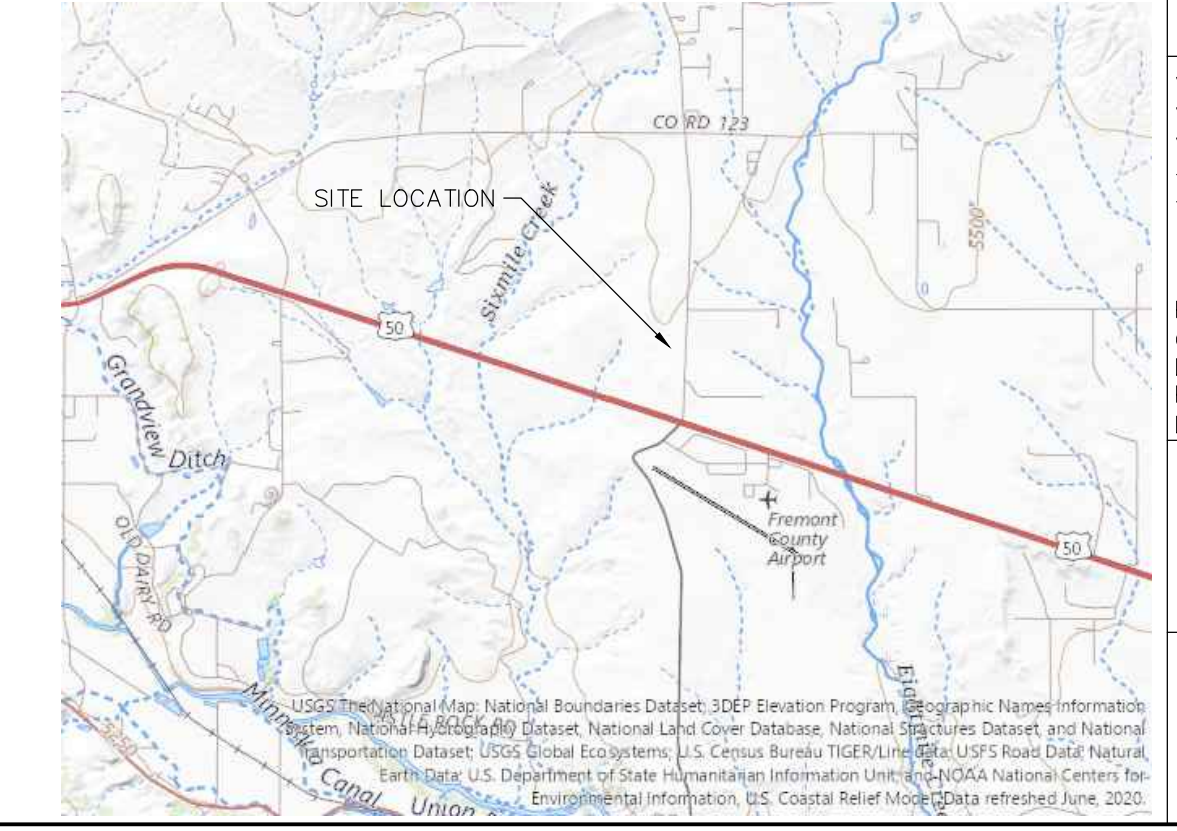 CO RD 123
SITE LOCATION
Sixmile Creek
5500
50
Grandview
Ditch
OLD DAIRY RD
Fremont
County
Airport
50
Minnesota
Canal
Union
USGS The National Map: National Boundaries Dataset, 3DEP Elevation Program, Geographic Names Information
System, National Hydrography Dataset, National Land Cover Database, National Structures Dataset, and National
Transportation Dataset; USGS Global Ecosystems; U.S. Census Bureau TIGER/Line data; USFS Road Data; Natural
Earth Data; U.S. Department of State Humanitarian Information Unit; and NOAA National Centers for
Environmental Information, U.S. Coastal Relief Model. Data refreshed June, 2020.